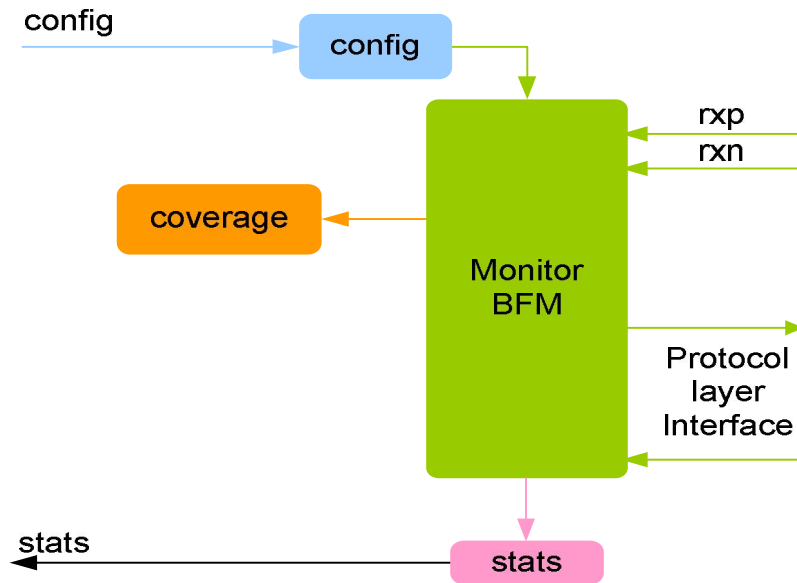 config
config
rxp
rxn
coverage
Monitor
BFM
Protocol
layer
Interface
stats
stats